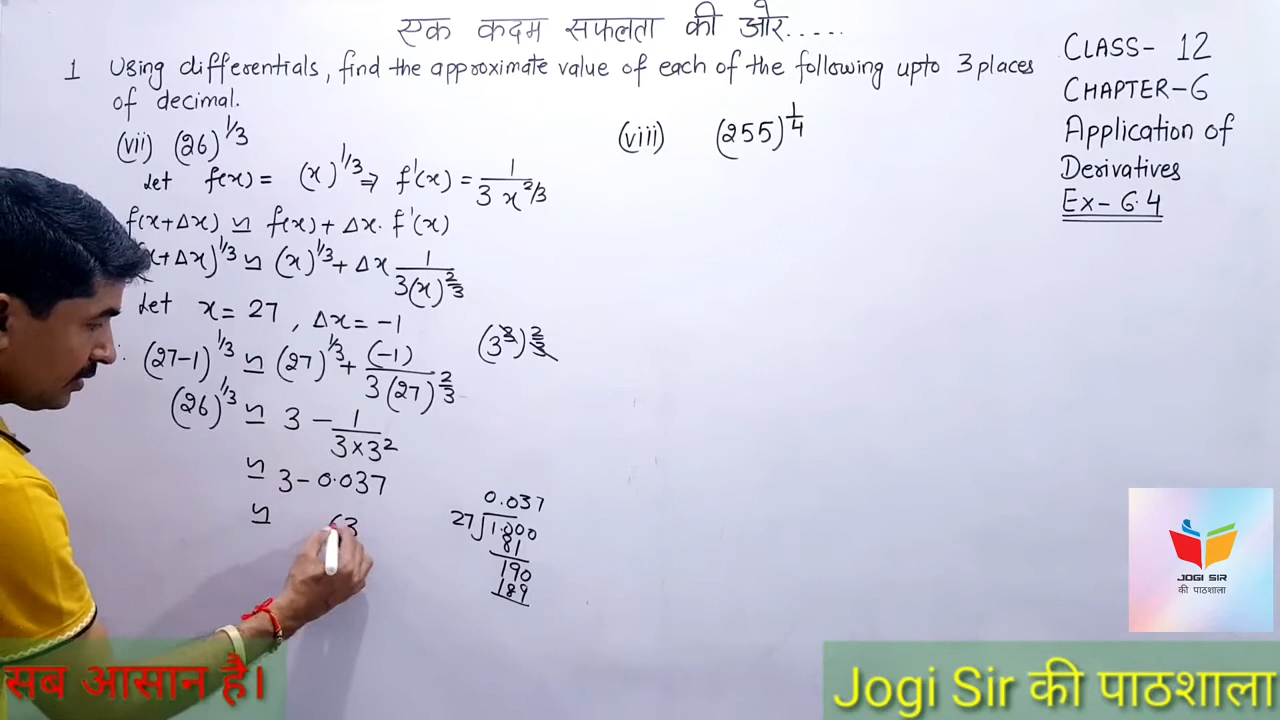 एक कदम सफलता की ओर.....
1 Using differentials, find the approximate value of each of the following upto 3 places
of decimal.
(vii) (26)^1/3
Let f(x) = (x)^1/3 ⇒ f'(x) = 1/(3 x^2/3)
f(x+Δx) ≃ f(x) + Δx. f'(x)
x+Δx)^1/3 ≃ (x)^1/3 + Δx 1/(3(x)^2/3)
Let x = 27, Δx = -1
(27-1)^1/3 ≃ (27)^1/3 + (-1)/(3(27)^2/3)
(3^3)^2/3
(26)^1/3 ≃ 3 - 1/(3×3^2)
≃ 3 - 0.037
≃ 63
0.037
27 1.000
81
190
189
(viii) (255)^1/4
CLASS- 12
CHAPTER-6
Application of
Derivatives
Ex- 6.4
JOGI SIR
की पाठशाला
सब आसान है।
Jogi Sir की पाठशाला